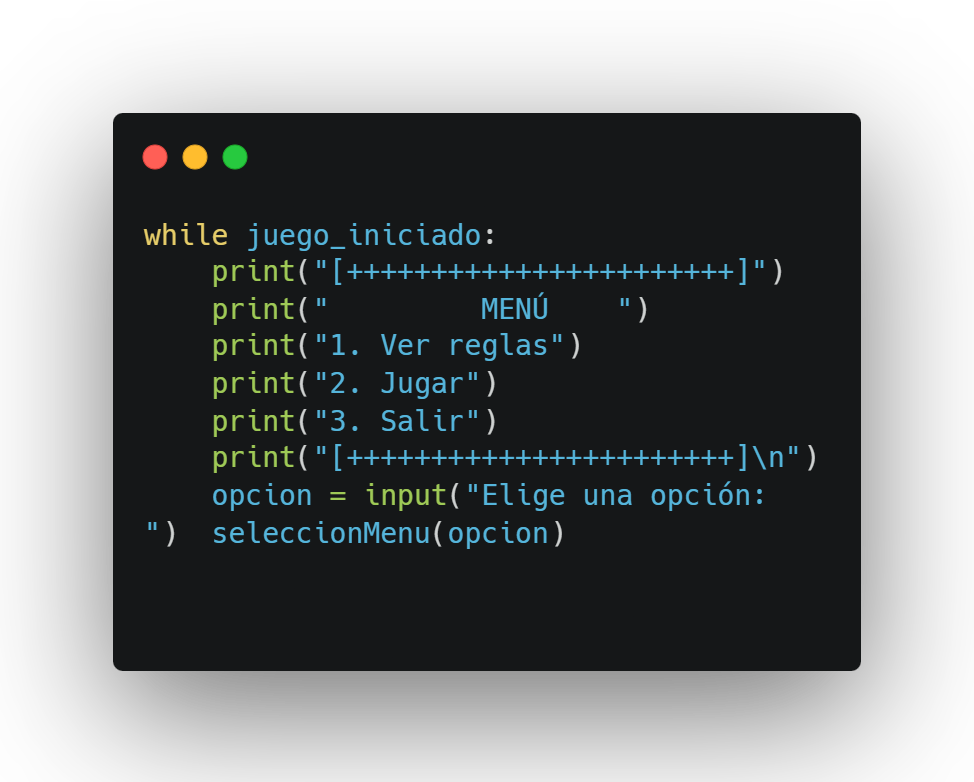 while juego_iniciado:
    print("[+++++++++++++++++++++++]")
    print("         MENÚ    ")
    print("1. Ver reglas")
    print("2. Jugar")
    print("3. Salir")
    print("[+++++++++++++++++++++++]\n")
    opcion = input("Elige una opción:
")  seleccionMenu(opcion)